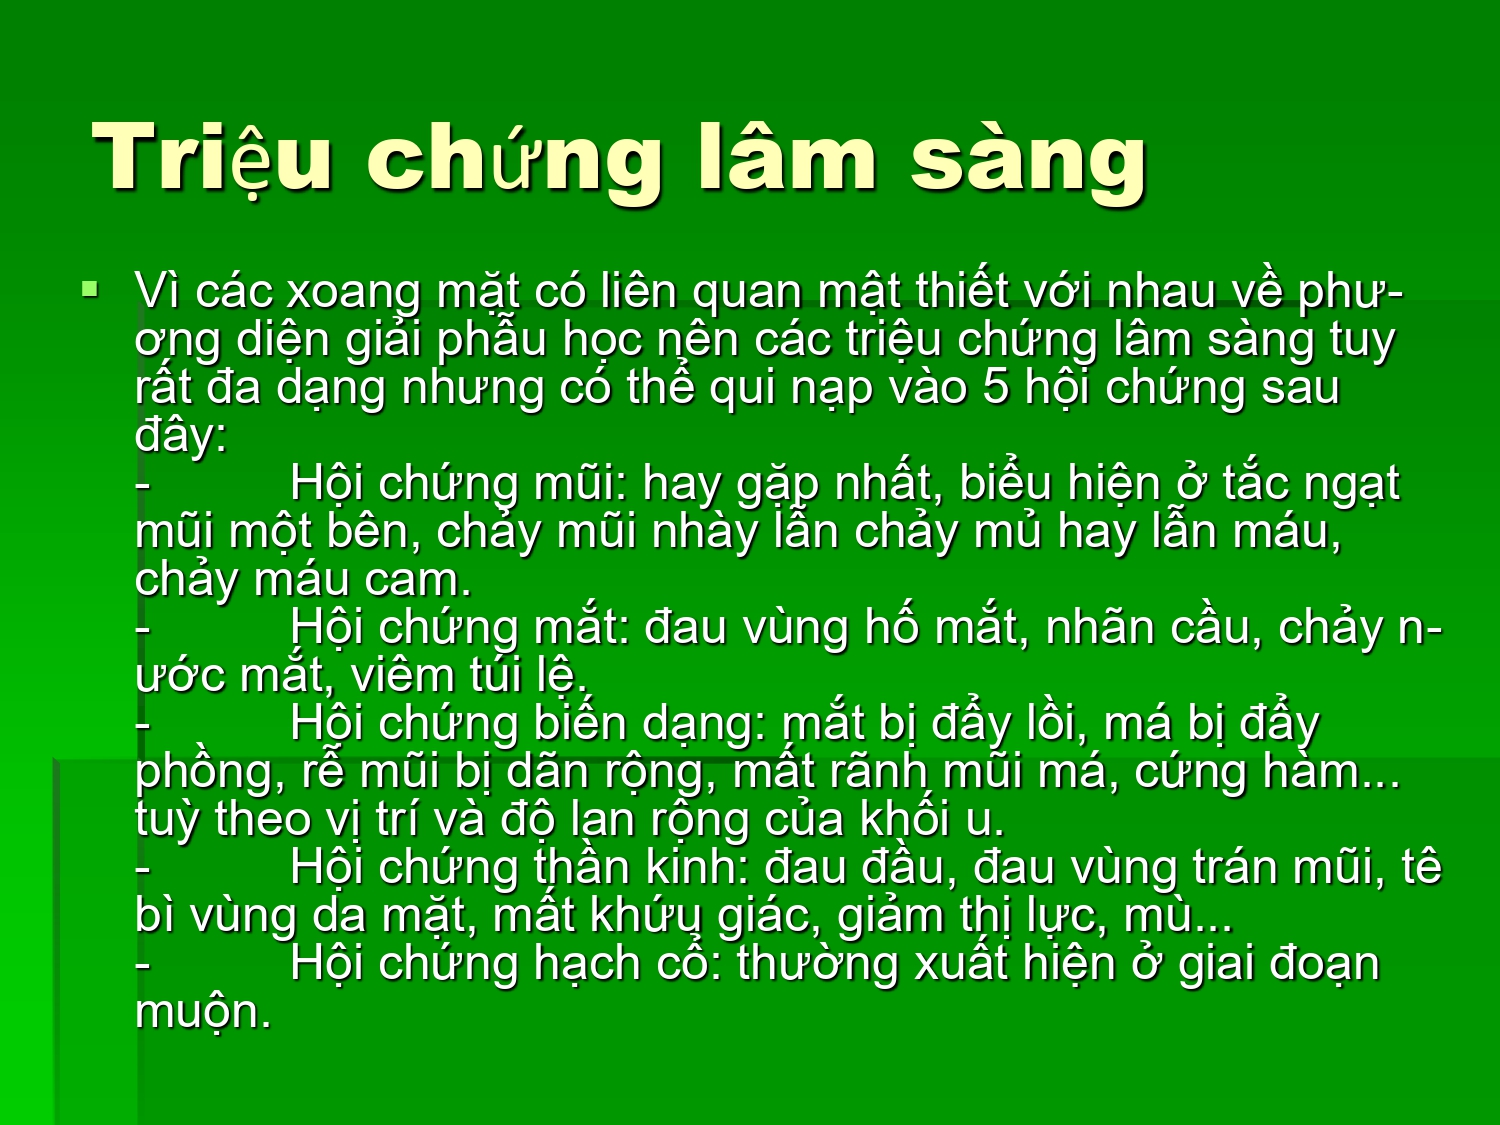 Triệu chứng lâm sàng
▪ Vì các xoang mặt có liên quan mật thiết với nhau về phư-
ơng diện giải phẫu học nên các triệu chứng lâm sàng tuy
rất đa dạng nhưng có thể qui nạp vào 5 hội chứng sau
đây:
- Hội chứng mũi: hay gặp nhất, biểu hiện ở tắc ngạt
mũi một bên, chảy mũi nhày lẫn chảy mủ hay lẫn máu,
chảy máu cam.
- Hội chứng mắt: đau vùng hố mắt, nhãn cầu, chảy n-
ước mắt, viêm túi lệ.
- Hội chứng biến dạng: mắt bị đẩy lồi, má bị đẩy
phồng, rễ mũi bị dãn rộng, mất rãnh mũi má, cứng hàm...
tuỳ theo vị trí và độ lan rộng của khối u.
- Hội chứng thần kinh: đau đầu, đau vùng trán mũi, tê
bì vùng da mặt, mất khứu giác, giảm thị lực, mù...
- Hội chứng hạch cổ: thường xuất hiện ở giai đoạn
muộn.